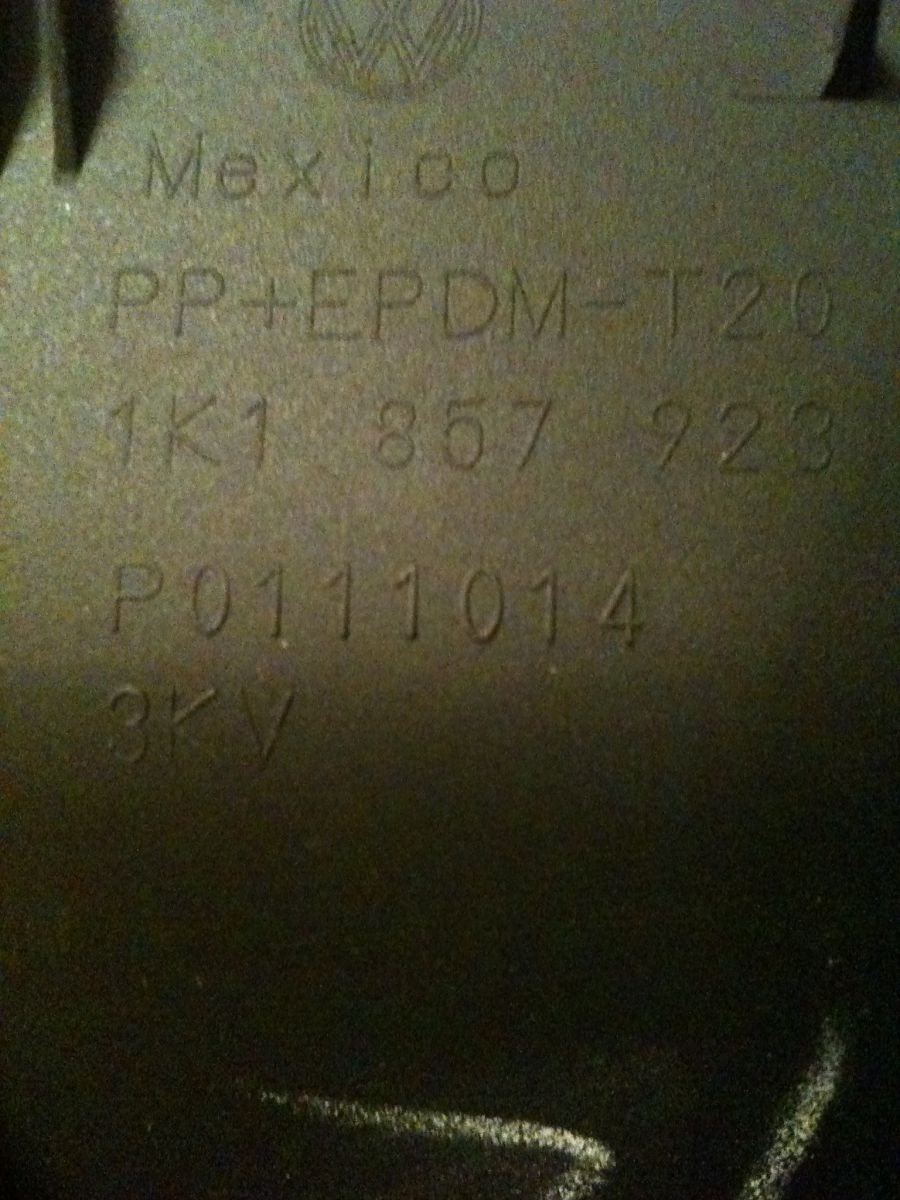 Mexico
PP+EPDM-T20
1K1 857 923
P0111014
3KV